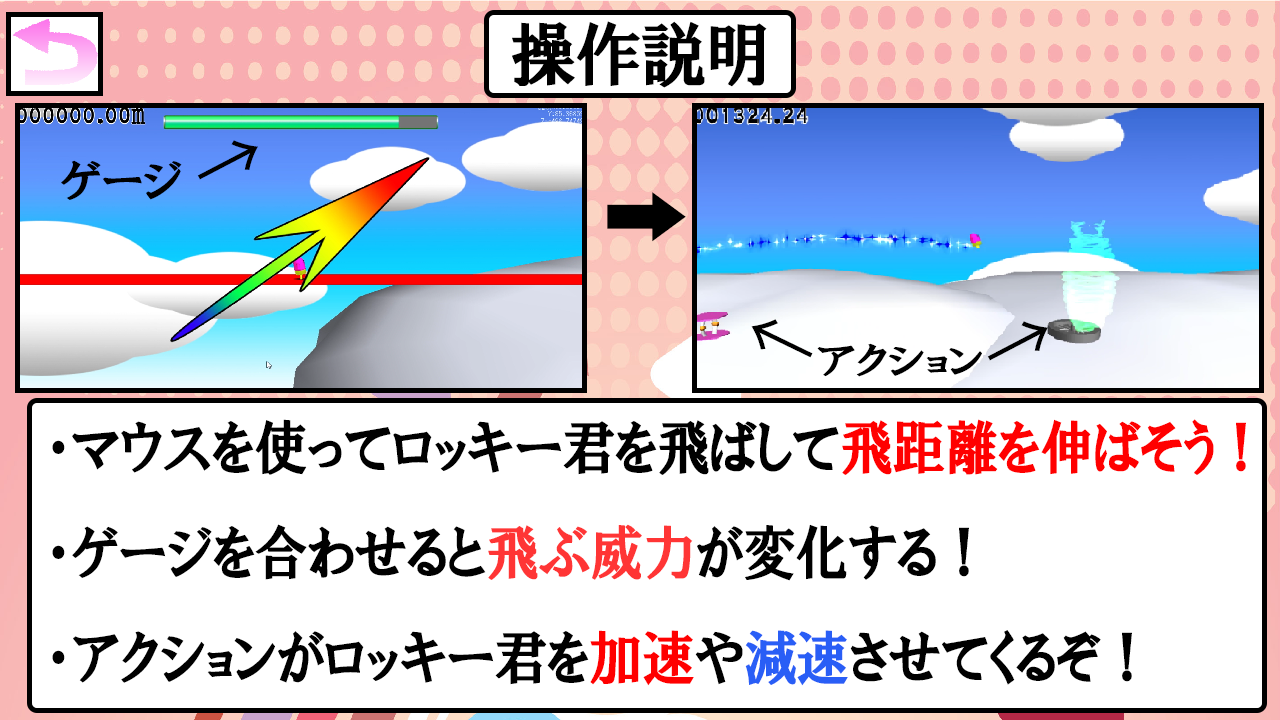 操作説明
000000.00m
ゲージ
001324.24
アクション
・マウスを使ってロッキー君を飛ばして飛距離を伸ばそう！
・ゲージを合わせると飛ぶ威力が変化する！
・アクションがロッキー君を加速や減速させてくるぞ！